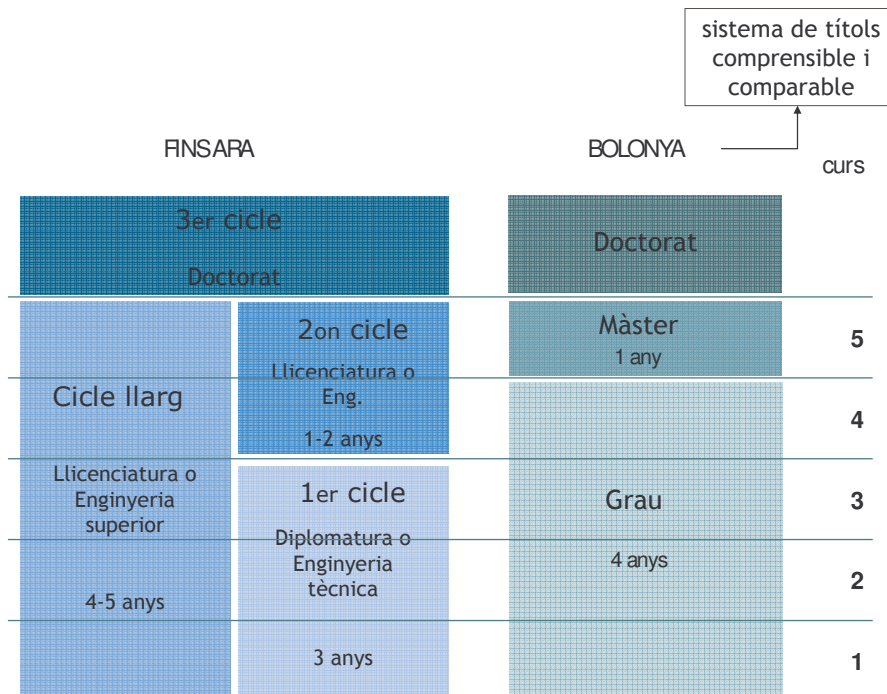 sistema de títols
comprensible i
comparable
FINS ARA
BOLONYA
curs
3er cicle
Doctorat
Doctorat
2on cicle
Llicenciatura o
Eng.
1-2 anys
Màster
1 any
5
Cicle llarg
Llicenciatura o
Enginyeria
superior
4-5 anys
4
1er cicle
Diplomatura o
Enginyeria
tècnica
3 anys
Grau
4 anys
3
2
1